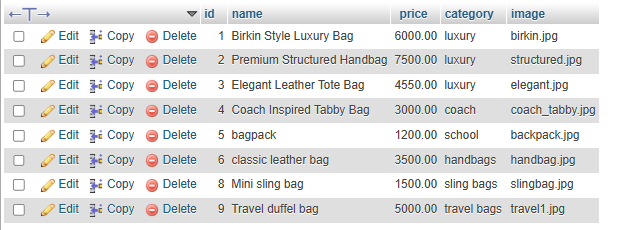 ←T→ id name price category image
Edit Copy Delete 1 Birkin Style Luxury Bag 6000.00 luxury birkin.jpg
Edit Copy Delete 2 Premium Structured Handbag 7500.00 luxury structured.jpg
Edit Copy Delete 3 Elegant Leather Tote Bag 4550.00 luxury elegant.jpg
Edit Copy Delete 4 Coach Inspired Tabby Bag 3000.00 coach coach_tabby.jpg
Edit Copy Delete 5 bagpack 1200.00 school backpack.jpg
Edit Copy Delete 6 classic leather bag 3500.00 handbags handbag.jpg
Edit Copy Delete 8 Mini sling bag 1500.00 sling bags slingbag.jpg
Edit Copy Delete 9 Travel duffel bag 5000.00 travel bags travel1.jpg